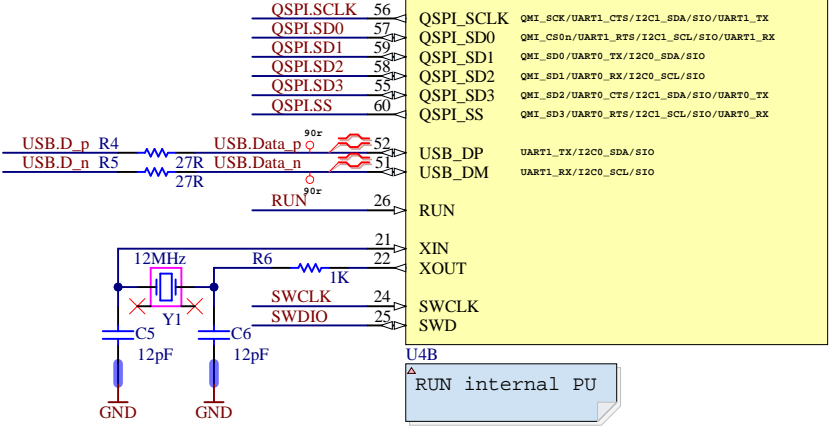 QSPI.SCLK 56 QSPI_SCLK QMI_SCK/UART1_CTS/I2C1_SDA/SIO/UART1_TX
QSPI.SD0 57 QSPI_SD0 QMI_CS0n/UART1_RTS/I2C1_SCL/SIO/UART1_RX
QSPI.SD1 59 QSPI_SD1 QMI_SD0/UART0_TX/I2C0_SDA/SIO
QSPI.SD2 58 QSPI_SD2 QMI_SD1/UART0_RX/I2C0_SCL/SIO
QSPI.SD3 55 QSPI_SD3 QMI_SD2/UART0_CTS/I2C1_SDA/SIO/UART0_TX
QSPI.SS 60 QSPI_SS QMI_SD3/UART0_RTS/I2C1_SCL/SIO/UART0_RX
90r
USB.D_p R4 27R USB.Data_p 52 USB_DP UART1_TX/I2C0_SDA/SIO
USB.D_n R5 27R USB.Data_n 51 USB_DM UART1_RX/I2C0_SCL/SIO
90r
RUN 26 RUN
21 XIN
12MHz R6 1K 22 XOUT
SWCLK 24 SWCLK
Y1 SWDIO 25 SWD
C5 C6
12pF 12pF
U4B
RUN internal PU
GND GND